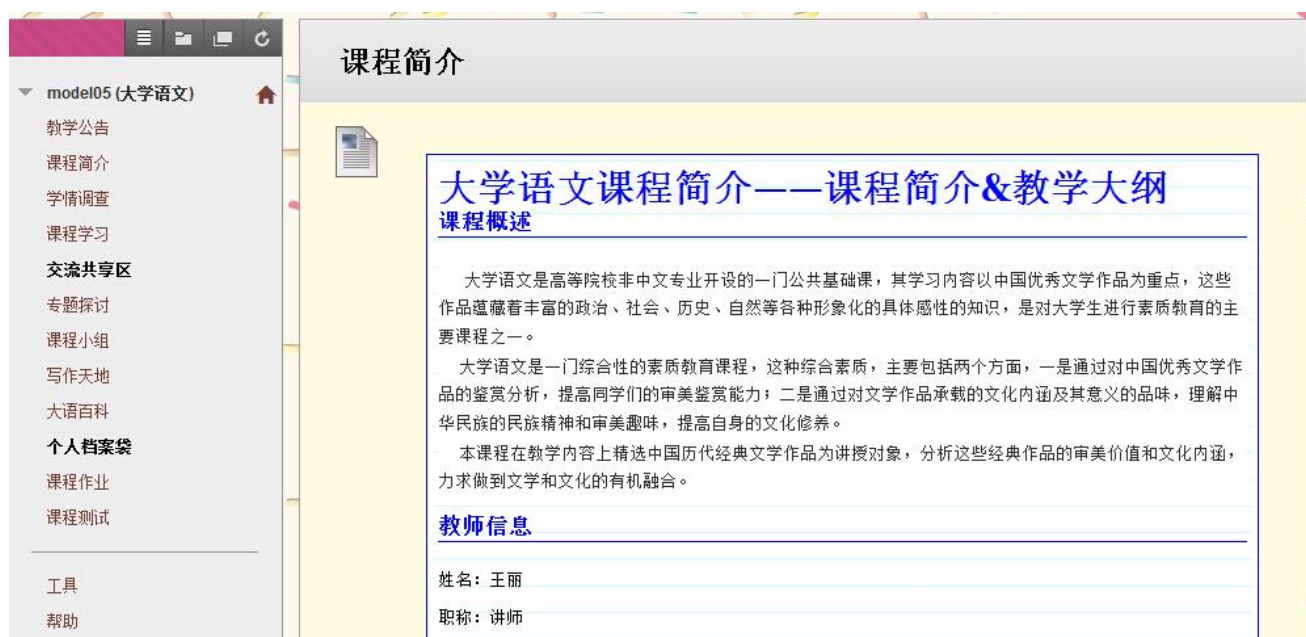 model05 (大学语文)
教学公告
课程简介
学情调查
课程学习
交流共享区
专题探讨
课程小组
写作天地
大语百科
个人档案袋
课程作业
课程测试
工具
帮助
课程简介
大学语文课程简介——课程简介&教学大纲
课程概述
大学语文是高等院校非中文专业开设的一门公共基础课，其学习内容以中国优秀文学作品为重点，这些
作品蕴藏着丰富的政治、社会、历史、自然等各种形象化的具体感性的知识，是对大学生进行素质教育的主
要课程之一。
大学语文是一门综合性的素质教育课程，这种综合素质，主要包括两个方面，一是通过对中国优秀文学作
品的鉴赏分析，提高同学们的审美鉴赏能力；二是通过对文学作品承载的文化内涵及其意义的品味，理解中
华民族的民族精神和审美趣味，提高自身的文化修养。
本课程在教学内容上精选中国历代经典文学作品为讲授对象，分析这些经典作品的审美价值和文化内涵，
力求做到文学和文化的有机融合。
教师信息
姓名：王丽
职称：讲师